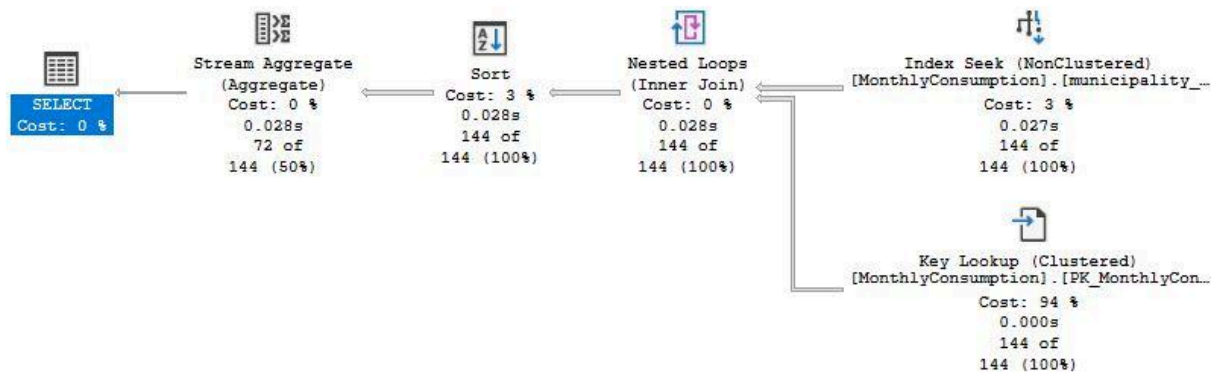 SELECT
Cost: 0 %
Stream Aggregate
(Aggregate)
Cost: 0 %
0.028s
72 of
144 (50%)
Sort
Cost: 3 %
0.028s
144 of
144 (100%)
Nested Loops
(Inner Join)
Cost: 0 %
0.028s
144 of
144 (100%)
Index Seek (NonClustered)
[MonthlyConsumption].[municipality_…
Cost: 3 %
0.027s
144 of
144 (100%)
Key Lookup (Clustered)
[MonthlyConsumption].[PK_MonthlyCon…
Cost: 94 %
0.000s
144 of
144 (100%)